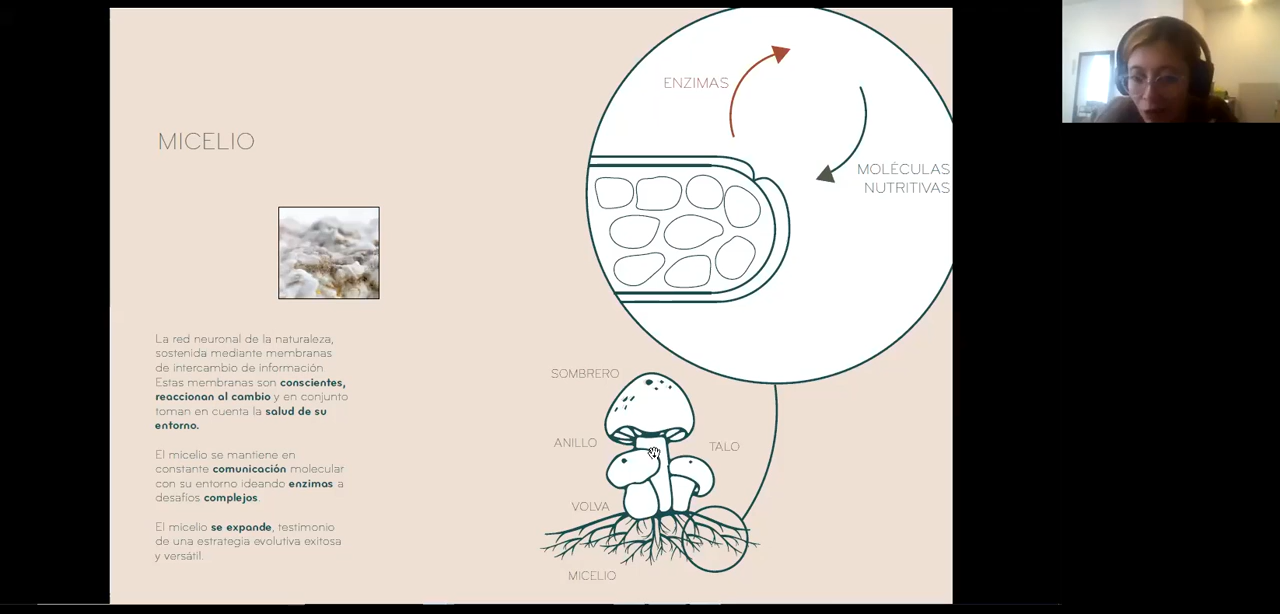 MICELIO
La red neuronal de la naturaleza,
sostenida mediante membranas
de intercambio de información
Estas membranas son conscientes,
reaccionan al cambio y en conjunto
toman en cuenta la salud de su
entorno.
El micelio se mantiene en
constante comunicación molecular
con su entorno ideando enzimas a
desafíos complejos.
El micelio se expande, testimonio
de una estrategia evolutiva exitosa
y versátil.
ENZIMAS
MOLÉCULAS
NUTRITIVAS
SOMBRERO
ANILLO
TALO
VOLVA
MICELIO